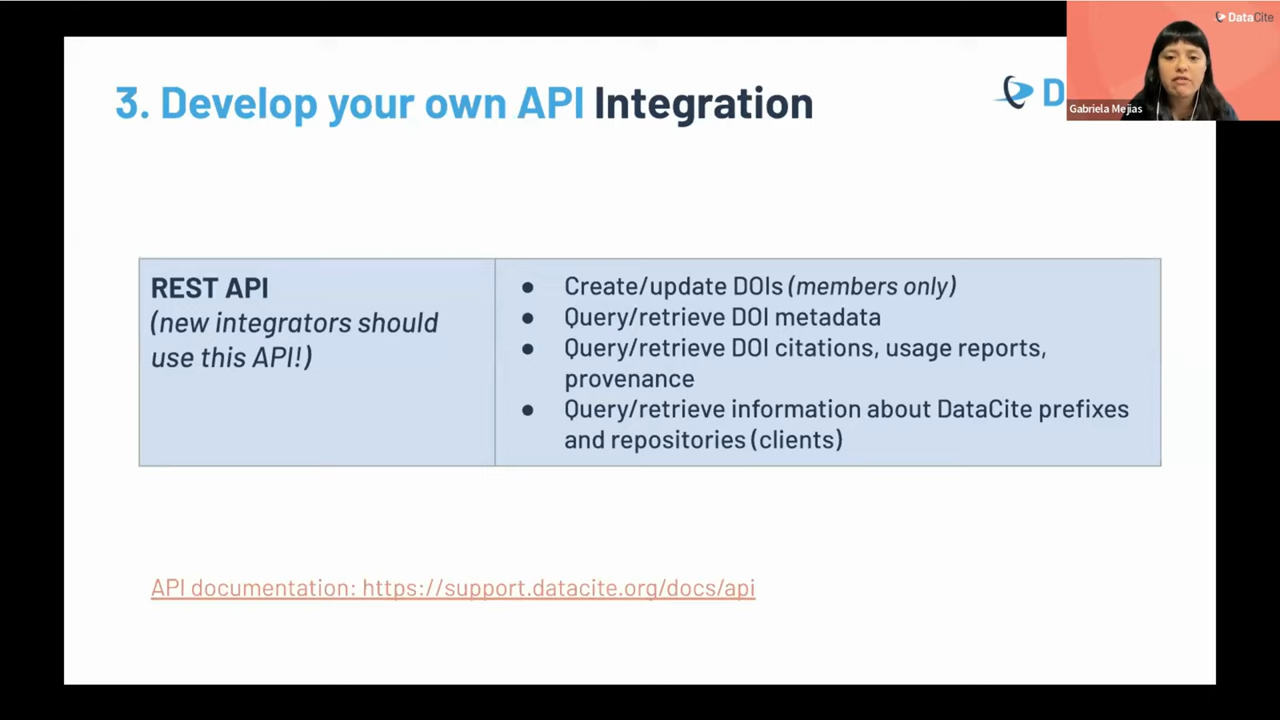 3. Develop your own API Integration
D
DataCite
Gabriela Mejias
REST API
(new integrators should
use this API!)
● Create/update DOIs (members only)
● Query/retrieve DOI metadata
● Query/retrieve DOI citations, usage reports,
provenance
● Query/retrieve information about DataCite prefixes
and repositories (clients)
API documentation: https://support.datacite.org/docs/api